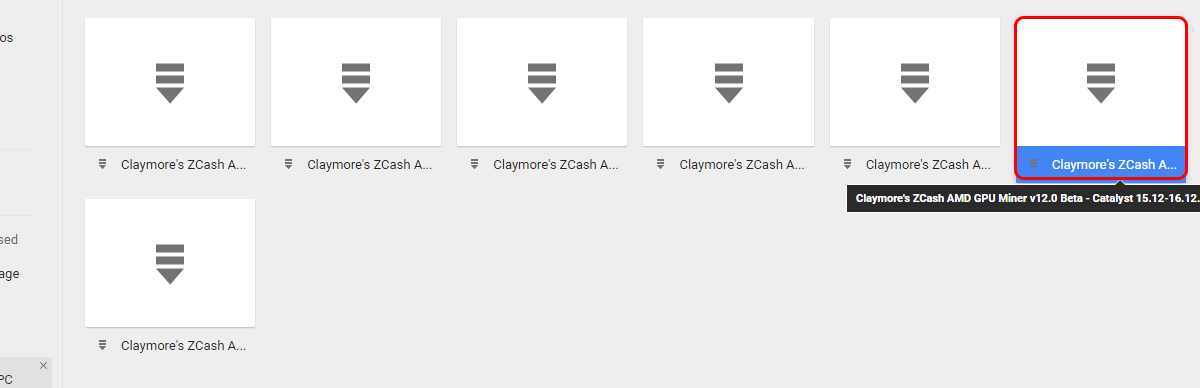 os
Claymore's ZCash A...
Claymore's ZCash A...
Claymore's ZCash A...
Claymore's ZCash A...
Claymore's ZCash A...
Claymore's ZCash A...
Claymore's ZCash AMD GPU Miner v12.0 Beta - Catalyst 15.12-16.12.
sed
age
Claymore's ZCash A...
PC